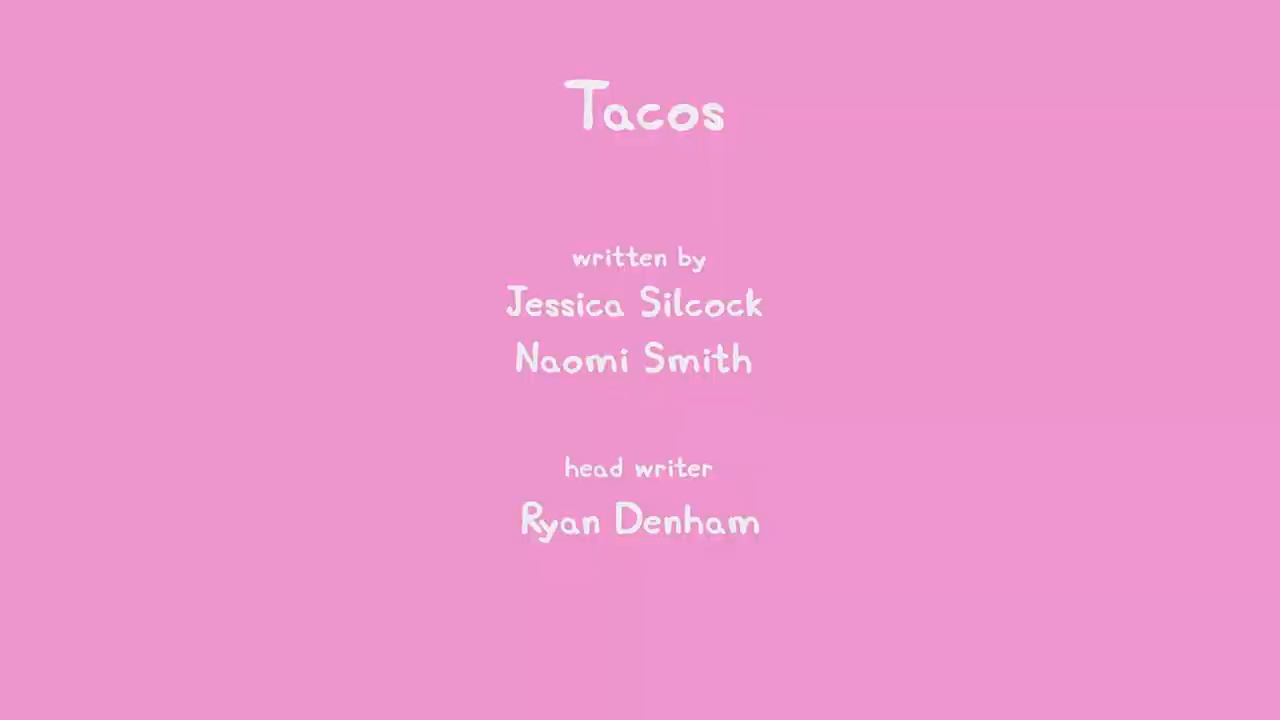 Tacos
written by
Jessica Silcock
Naomi Smith
head writer
Ryan Denham